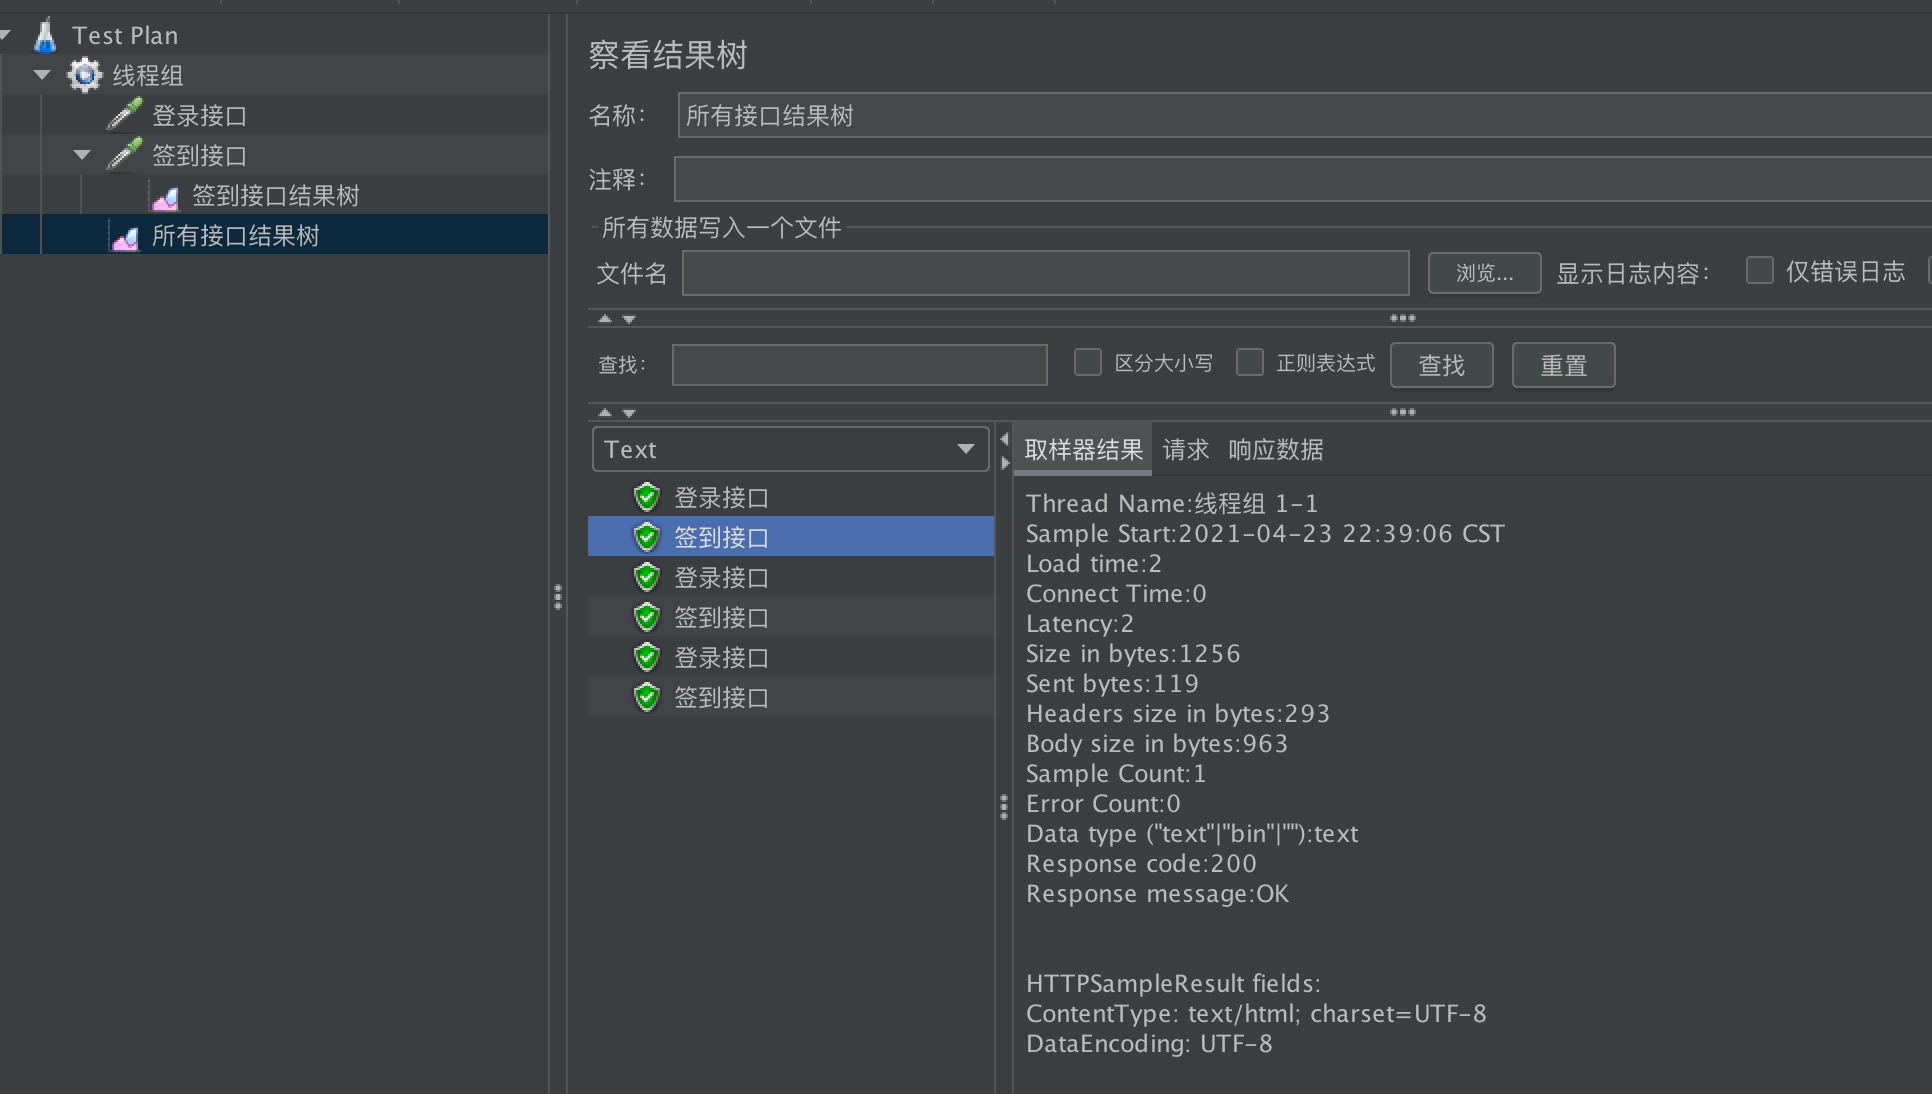 Test Plan
线程组
登录接口
签到接口
签到接口结果树
所有接口结果树
察看结果树
名称： 所有接口结果树
注释：
所有数据写入一个文件
文件名 浏览... 显示日志内容： 仅错误日志
查找： 区分大小写 正则表达式 查找 重置
Text
登录接口
签到接口
登录接口
签到接口
登录接口
签到接口
取样器结果 请求 响应数据
Thread Name:线程组 1-1
Sample Start:2021-04-23 22:39:06 CST
Load time:2
Connect Time:0
Latency:2
Size in bytes:1256
Sent bytes:119
Headers size in bytes:293
Body size in bytes:963
Sample Count:1
Error Count:0
Data type ("text"|"bin"|""):text
Response code:200
Response message:OK
HTTPSampleResult fields:
ContentType: text/html; charset=UTF-8
DataEncoding: UTF-8